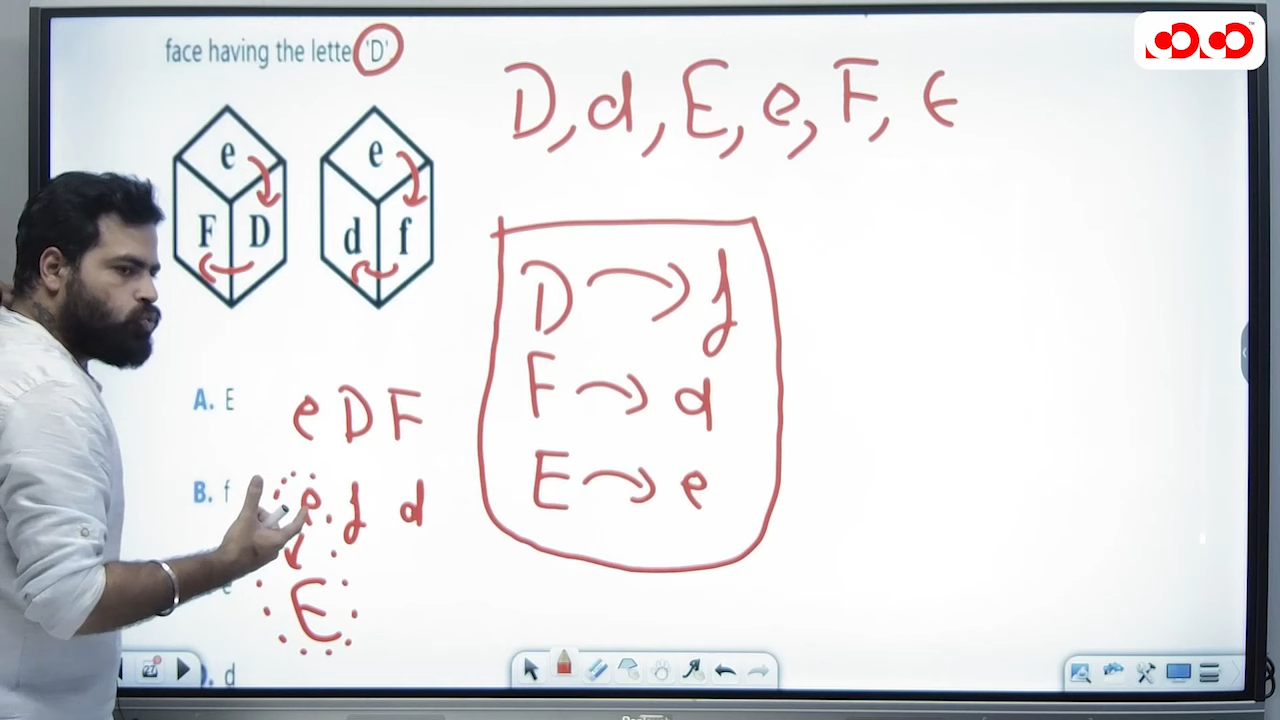 face having the lette 'D'
D, d, E, e, F, f
e e
F D d f
D → f
F → d
E → e
A. E
e D F
B. f
e. f d
E
d